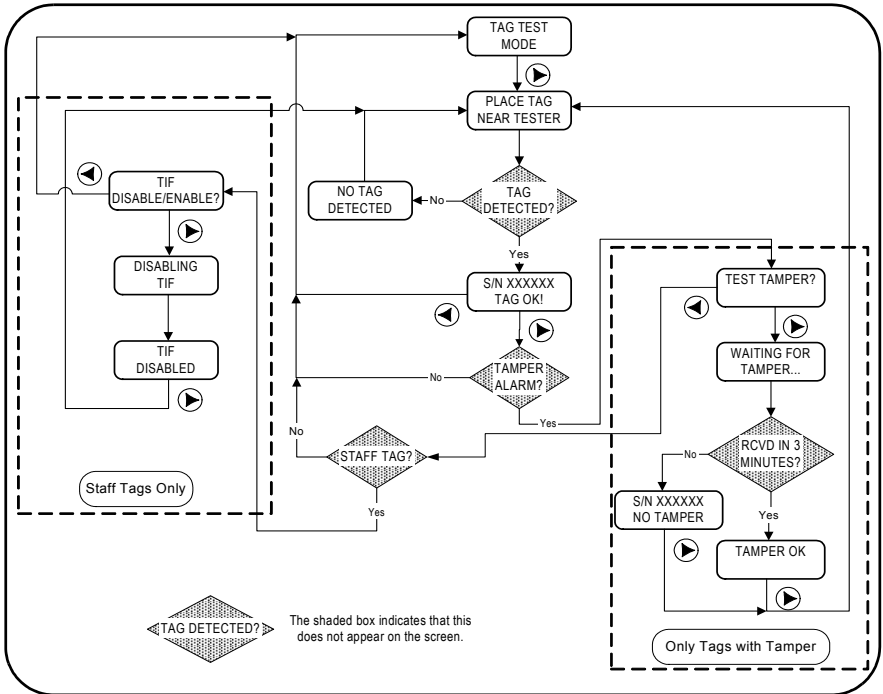 TAG TEST
MODE
PLACE TAG
NEAR TESTER
TIF
DISABLE/ENABLE?
NO TAG
DETECTED
No
TAG
DETECTED?
Yes
DISABLING
TIF
S/N XXXXXX
TAG OK!
TEST TAMPER?
TIF
DISABLED
No
TAMPER
ALARM?
Yes
WAITING FOR
TAMPER...
No
STAFF TAG?
Yes
No
RCVD IN 3
MINUTES?
Yes
Staff Tags Only
S/N XXXXXX
NO TAMPER
TAMPER OK
TAG DETECTED?
The shaded box indicates that this
does not appear on the screen.
Only Tags with Tamper